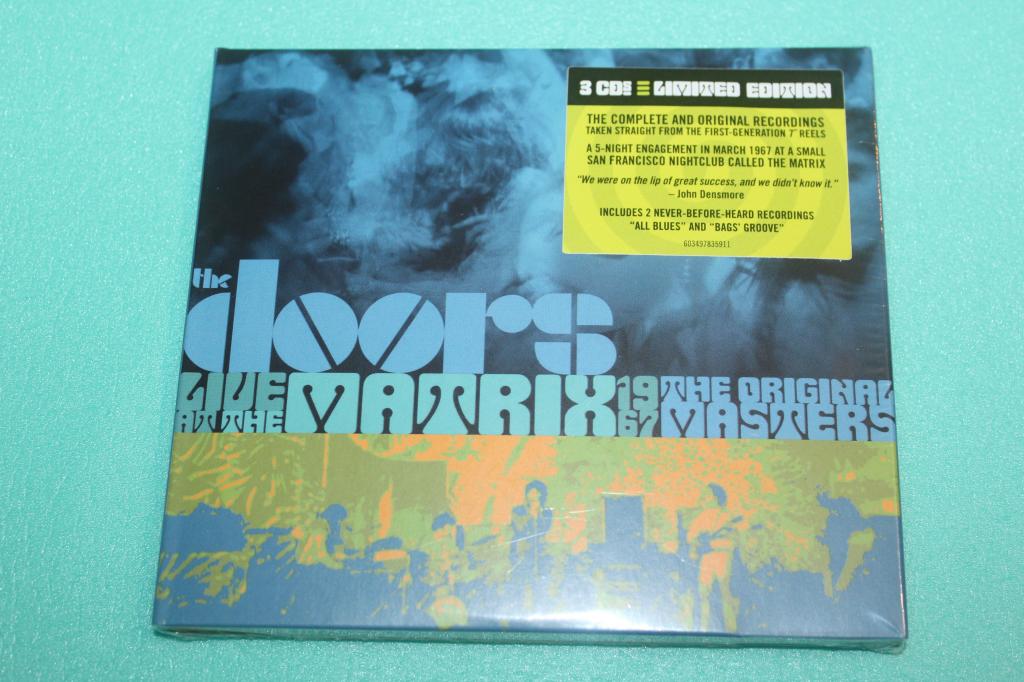 3 CDs LIMITED EDITION
THE COMPLETE AND ORIGINAL RECORDINGS
TAKEN STRAIGHT FROM THE FIRST-GENERATION 7" REELS
A 5-NIGHT ENGAGEMENT IN MARCH 1967 AT A SMALL
SAN FRANCISCO NIGHTCLUB CALLED THE MATRIX
"We were on the lip of great success, and we didn't know it."
– John Densmore
INCLUDES 2 NEVER-BEFORE-HEARD RECORDINGS
"ALL BLUES" AND "BAGS' GROOVE"
603497835911
the
doors
LIVE
AT THE
MATRIX
19
67
THE ORIGINAL
MASTERS